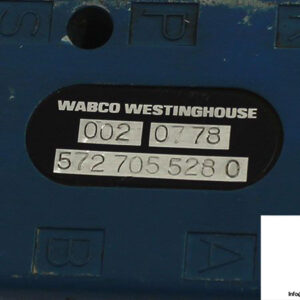 S P R
WABCO WESTINGHOUSE
002 0778
572 705 528 0
B A